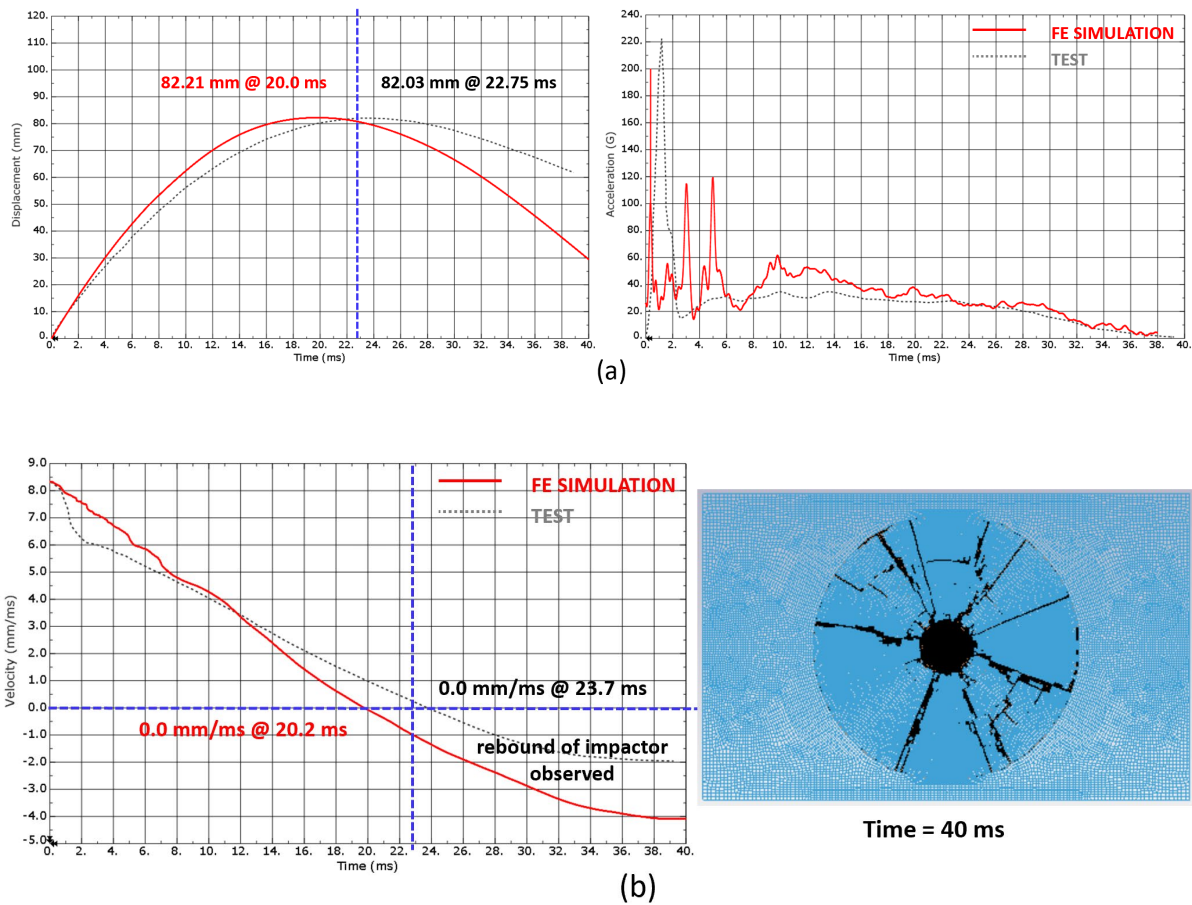 120.
110.
100.
90.
80.
70.
60.
50.
40.
30.
20.
10.
0.
Displacement (mm)
82.21 mm @ 20.0 ms
82.03 mm @ 22.75 ms
0. 2. 4. 6. 8. 10. 12. 14. 16. 18. 20. 22. 24. 26. 28. 30. 32. 34. 36. 38. 40.
Time (ms)
240.
220.
200.
180.
160.
140.
120.
100.
80.
60.
40.
20.
0.
Acceleration (G)
FE SIMULATION
TEST
0. 2. 4. 6. 8. 10. 12. 14. 16. 18. 20. 22. 24. 26. 28. 30. 32. 34. 36. 38. 40.
Time (ms)
(a)
9.0
8.0
7.0
6.0
5.0
4.0
3.0
2.0
1.0
0.0
-1.0
-2.0
-3.0
-4.0
-5.0
Velocity (mm/ms)
FE SIMULATION
TEST
0.0 mm/ms @ 23.7 ms
0.0 mm/ms @ 20.2 ms
rebound of impactor
observed
0. 2. 4. 6. 8. 10. 12. 14. 16. 18. 20. 22. 24. 26. 28. 30. 32. 34. 36. 38. 40.
Time (ms)
Time = 40 ms
(b)